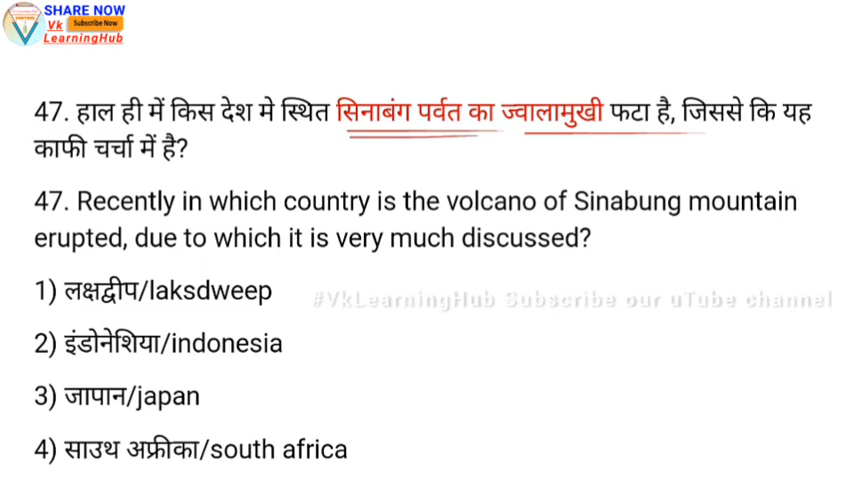 SHARE NOW
Vk Subscribe Now
LearningHub
47. हाल ही में किस देश मे स्थित सिनाबंग पर्वत का ज्वालामुखी फटा है, जिससे कि यह
काफी चर्चा में है?
47. Recently in which country is the volcano of Sinabung mountain
erupted, due to which it is very much discussed?
1) लक्षद्वीप/laksdweep
#VkLearningHub Subscribe our uTube channel
2) इंडोनेशिया/indonesia
3) जापान/japan
4) साउथ अफ्रीका/south africa